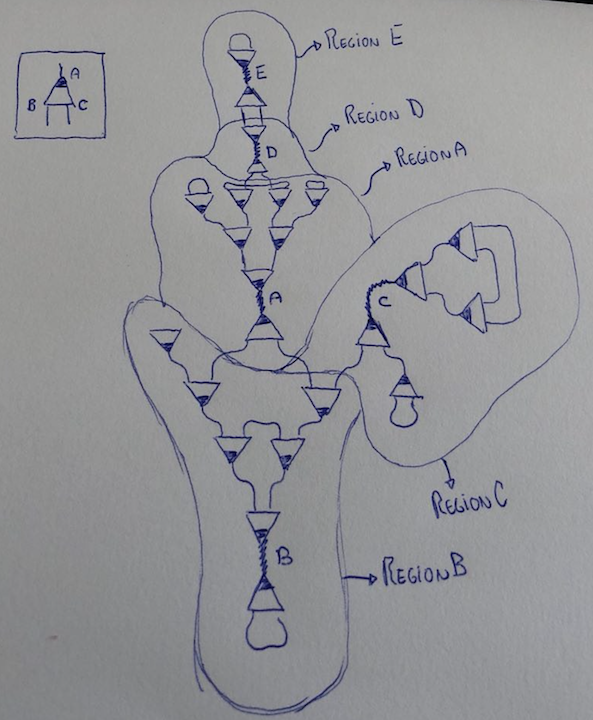 REGION E
A
E
B C
REGION D
D
REGION A
A
C
REGION C
B
REGION B